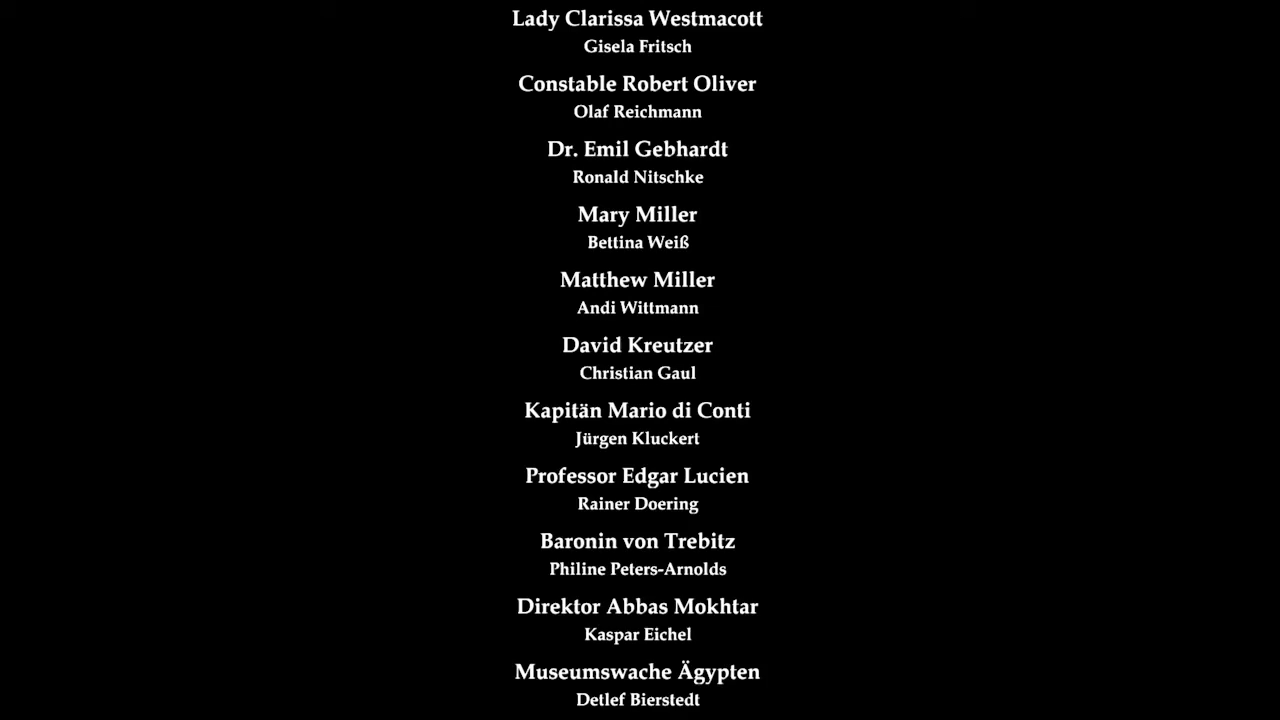 Lady Clarissa Westmacott
Gisela Fritsch
Constable Robert Oliver
Olaf Reichmann
Dr. Emil Gebhardt
Ronald Nitschke
Mary Miller
Bettina Weiß
Matthew Miller
Andi Wittmann
David Kreutzer
Christian Gaul
Kapitän Mario di Conti
Jürgen Kluckert
Professor Edgar Lucien
Rainer Doering
Baronin von Trebitz
Philine Peters-Arnolds
Direktor Abbas Mokhtar
Kaspar Eichel
Museumswache Ägypten
Detlef Bierstedt